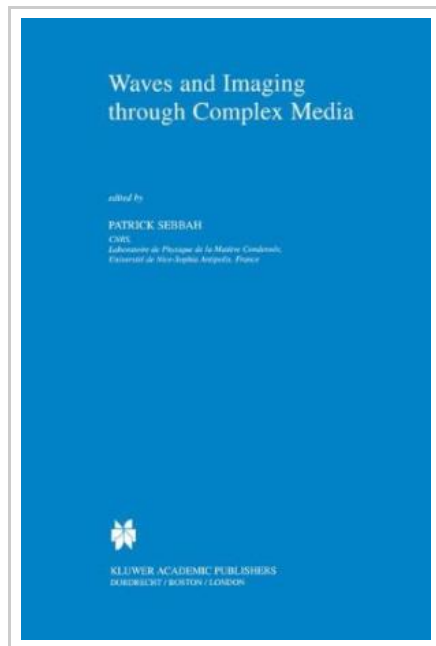 Waves and Imaging
through Complex Media
edited by
PATRICK SEBBAH
CNRS,
Laboratoire de Physique de la Matière Condensée,
Université de Nice-Sophia Antipolis, France
KLUWER ACADEMIC PUBLISHERS
DORDRECHT / BOSTON / LONDON